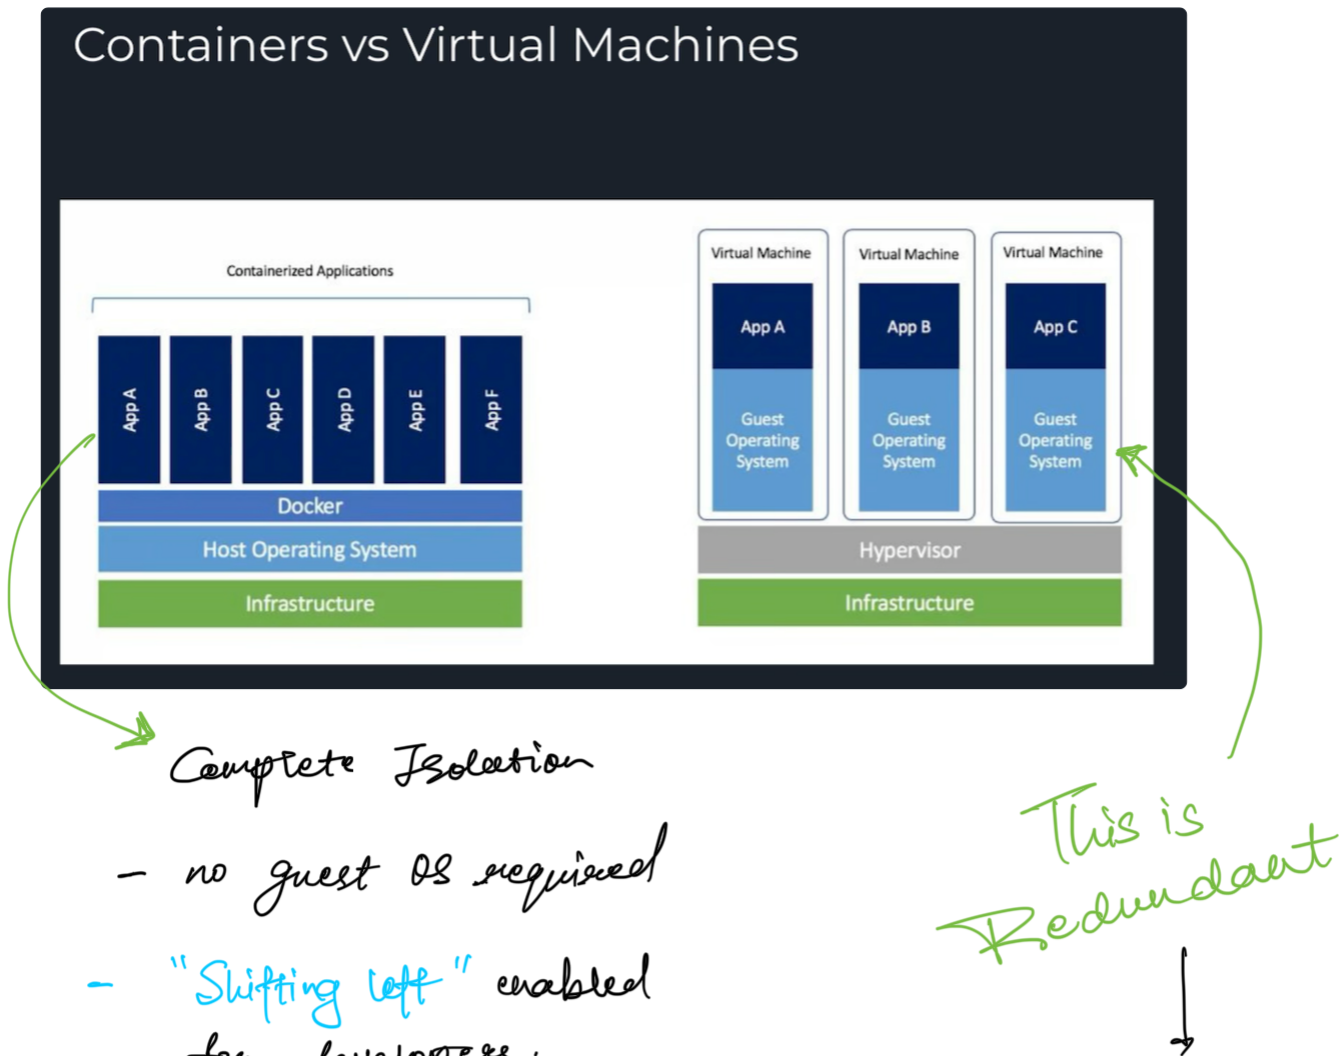 Containers vs Virtual Machines
Containerized Applications
App A
App B
App C
App D
App E
App F
Docker
Host Operating System
Infrastructure
Virtual Machine
App A
Guest
Operating
System
Virtual Machine
App B
Guest
Operating
System
Virtual Machine
App C
Guest
Operating
System
Hypervisor
Infrastructure
Complete Isolation
- no guest OS required
- "Shifting left" enabled
for developers.
This is
Redundant